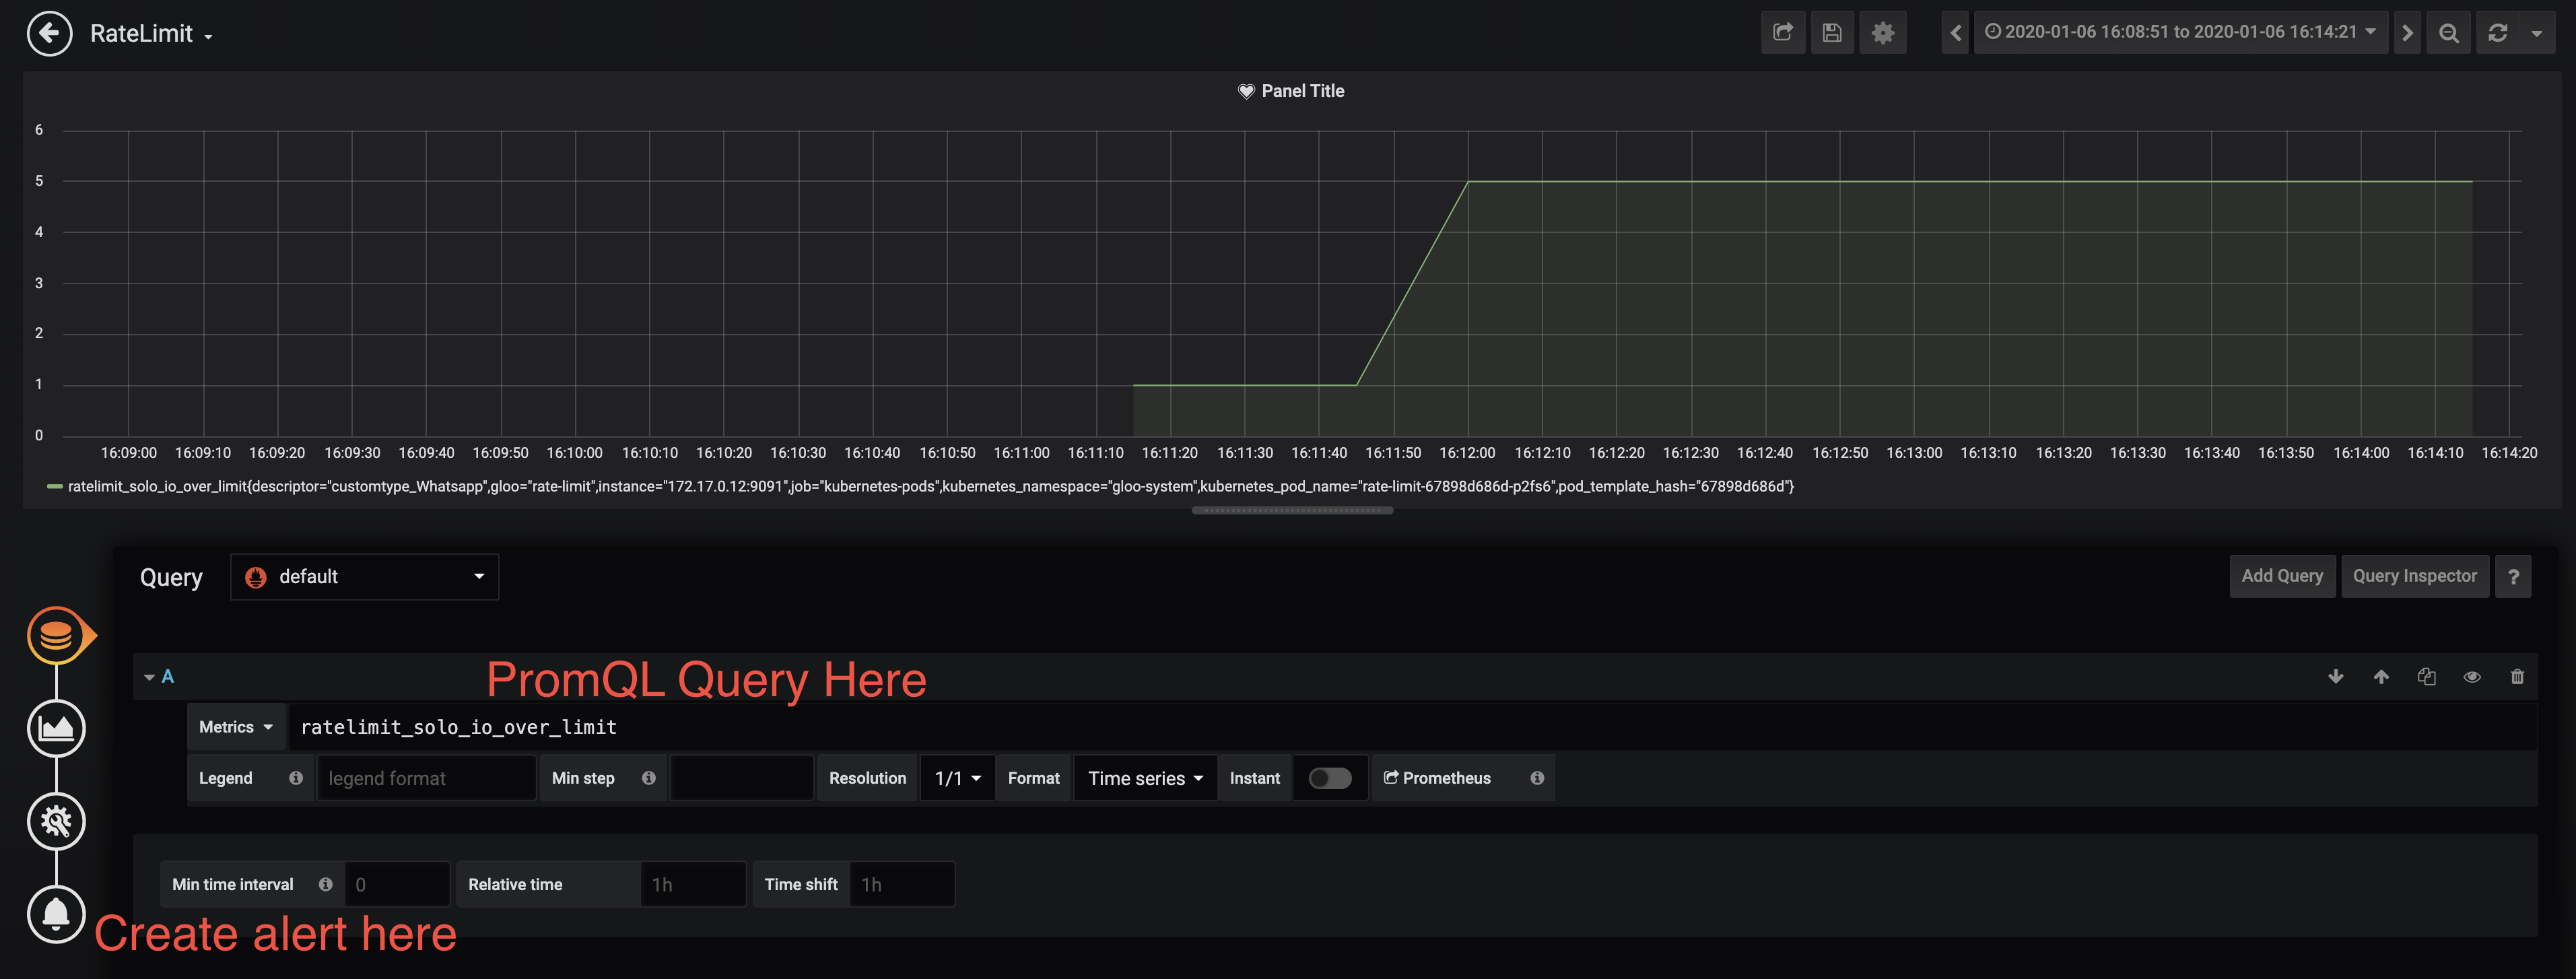 RateLimit
2020-01-06 16:08:51 to 2020-01-06 16:14:21
Panel Title
6
5
4
3
2
1
0
16:09:00 16:09:10 16:09:20 16:09:30 16:09:40 16:09:50 16:10:00 16:10:10 16:10:20 16:10:30 16:10:40 16:10:50 16:11:00 16:11:10 16:11:20 16:11:30 16:11:40 16:11:50 16:12:00 16:12:10 16:12:20 16:12:30 16:12:40 16:12:50 16:13:00 16:13:10 16:13:20 16:13:30 16:13:40 16:13:50 16:14:00 16:14:10 16:14:20
ratelimit_solo_io_over_limit{descriptor="customtype_Whatsapp",gloo="rate-limit",instance="172.17.0.12:9091",job="kubernetes-pods",kubernetes_namespace="gloo-system",kubernetes_pod_name="rate-limit-67898d686d-p2fs6",pod_template_hash="67898d686d"}
Query default Add Query Query Inspector ?
A PromQL Query Here
Metrics ratelimit_solo_io_over_limit
Legend legend format Min step Resolution 1/1 Format Time series Instant Prometheus
Min time interval 0 Relative time 1h Time shift 1h
Create alert here